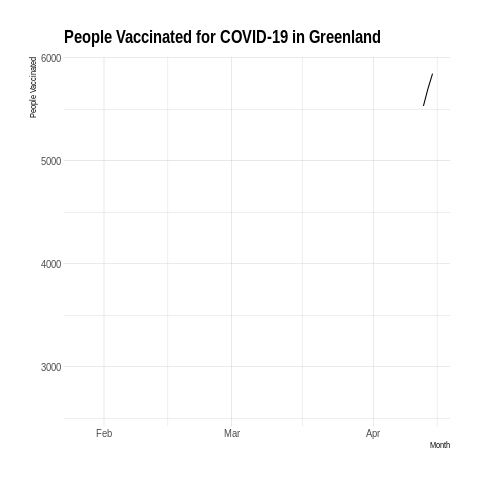 People Vaccinated for COVID-19 in Greenland
People Vaccinated
6000
5000
4000
3000
Feb Mar Apr
Month